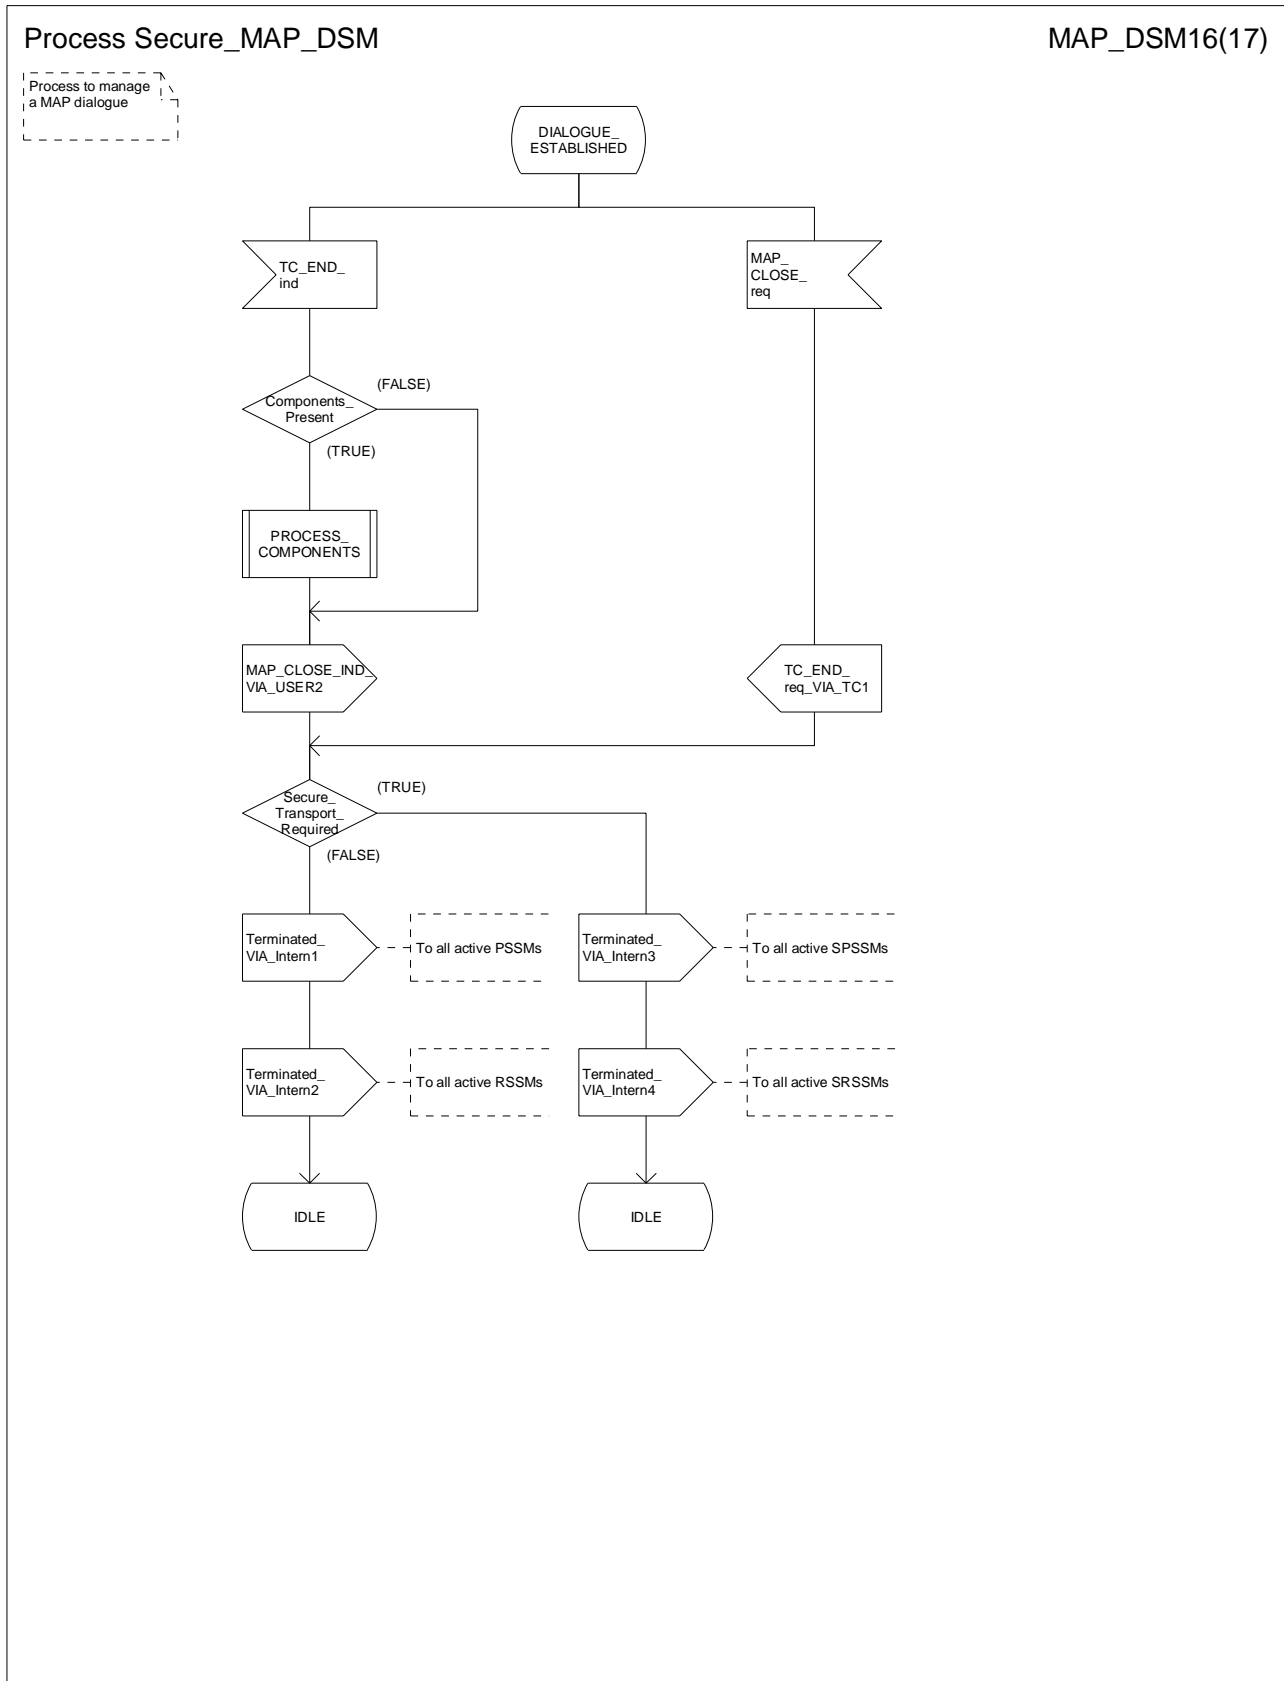 Process Secure_MAP_DSM
MAP_DSM16(17)
Process to manage
a MAP dialogue
DIALOGUE_
ESTABLISHED
TC_END_
ind
MAP_
CLOSE_
req
Components_
Present
(FALSE)
(TRUE)
PROCESS_
COMPONENTS
MAP_CLOSE_IND_
VIA_USER2
TC_END_
req_VIA_TC1
Secure_
Transport_
Required
(TRUE)
(FALSE)
Terminated_
VIA_Intern1
To all active PSSMs
Terminated_
VIA_Intern3
To all active SPSSMs
Terminated_
VIA_Intern2
To all active RSSMs
Terminated_
VIA_Intern4
To all active SRSSMs
IDLE
IDLE